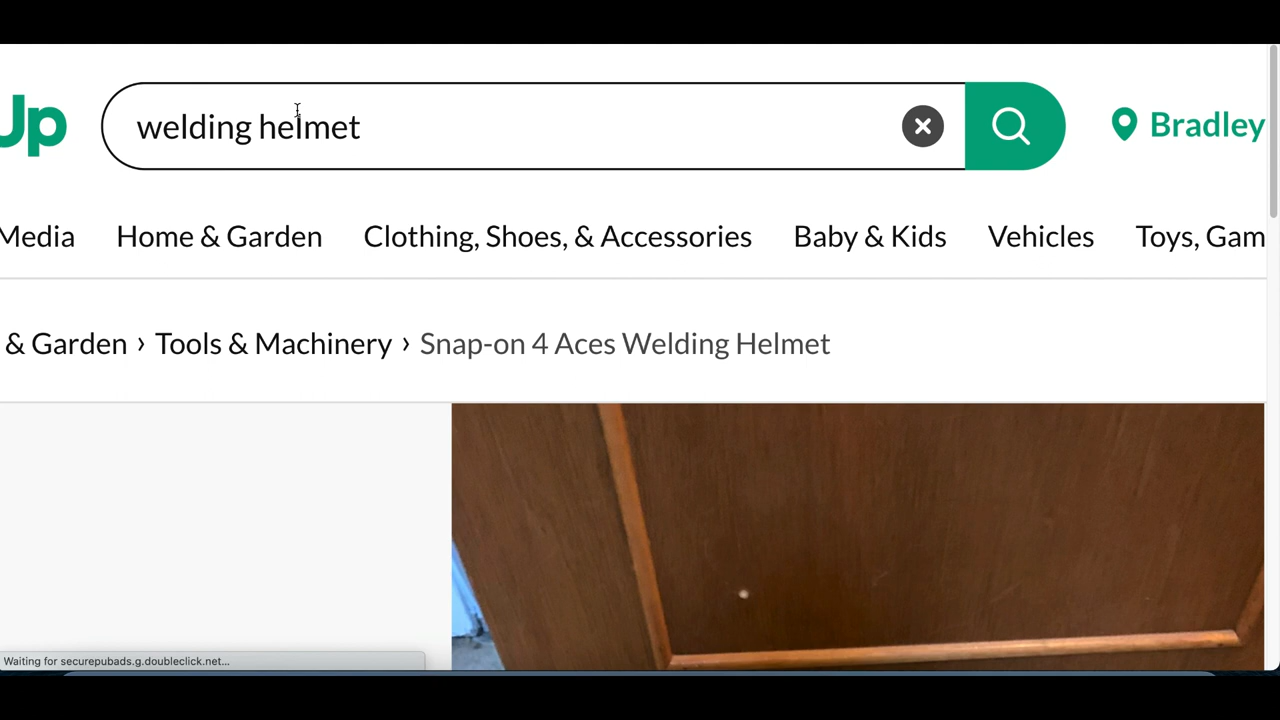 Up
welding helmet
Bradley
Media Home & Garden Clothing, Shoes, & Accessories Baby & Kids Vehicles Toys, Gam
& Garden › Tools & Machinery › Snap-on 4 Aces Welding Helmet
Waiting for securepubads.g.doubleclick.net...